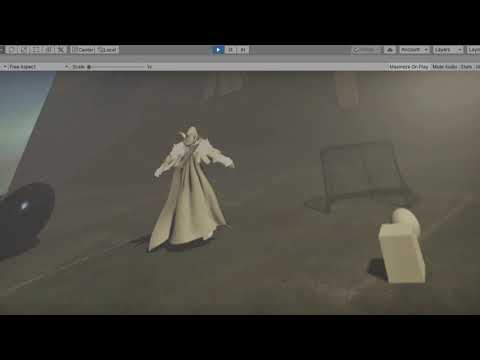 Center Local Account Layers
Free Aspect Scale 1x Maximize On Play Mute Audio Stats